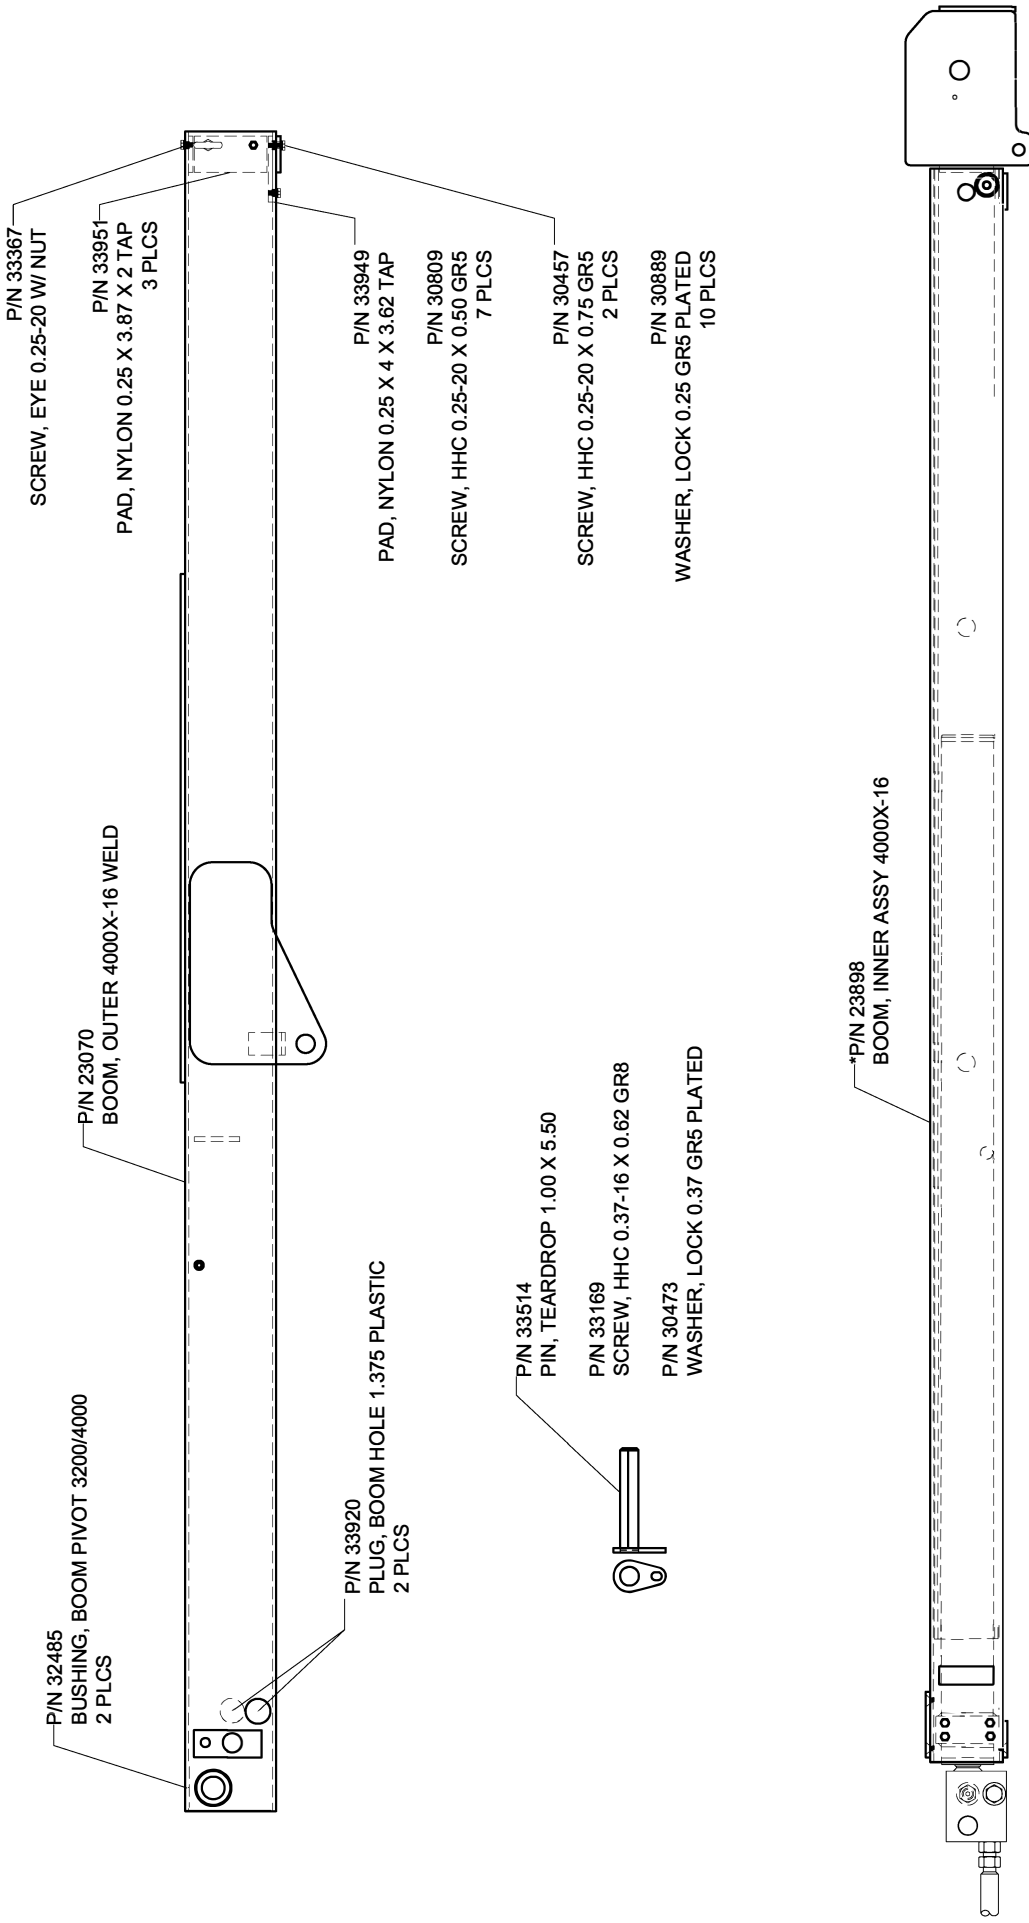 P/N 33367
SCREW, EYE 0.25-20 W/ NUT
P/N 33951
PAD, NYLON 0.25 X 3.87 X 2 TAP
3 PLCS
P/N 33949
PAD, NYLON 0.25 X 4 X 3.62 TAP
P/N 30809
SCREW, HHC 0.25-20 X 0.50 GR5
7 PLCS
P/N 30457
SCREW, HHC 0.25-20 X 0.75 GR5
2 PLCS
P/N 30889
WASHER, LOCK 0.25 GR5 PLATED
10 PLCS
P/N 23070
BOOM, OUTER 4000X-16 WELD
P/N 32485
BUSHING, BOOM PIVOT 3200/4000
2 PLCS
P/N 33920
PLUG, BOOM HOLE 1.375 PLASTIC
2 PLCS
P/N 33514
PIN, TEARDROP 1.00 X 5.50
P/N 33169
SCREW, HHC 0.37-16 X 0.62 GR8
P/N 30473
WASHER, LOCK 0.37 GR5 PLATED
*P/N 23898
BOOM, INNER ASSY 4000X-16